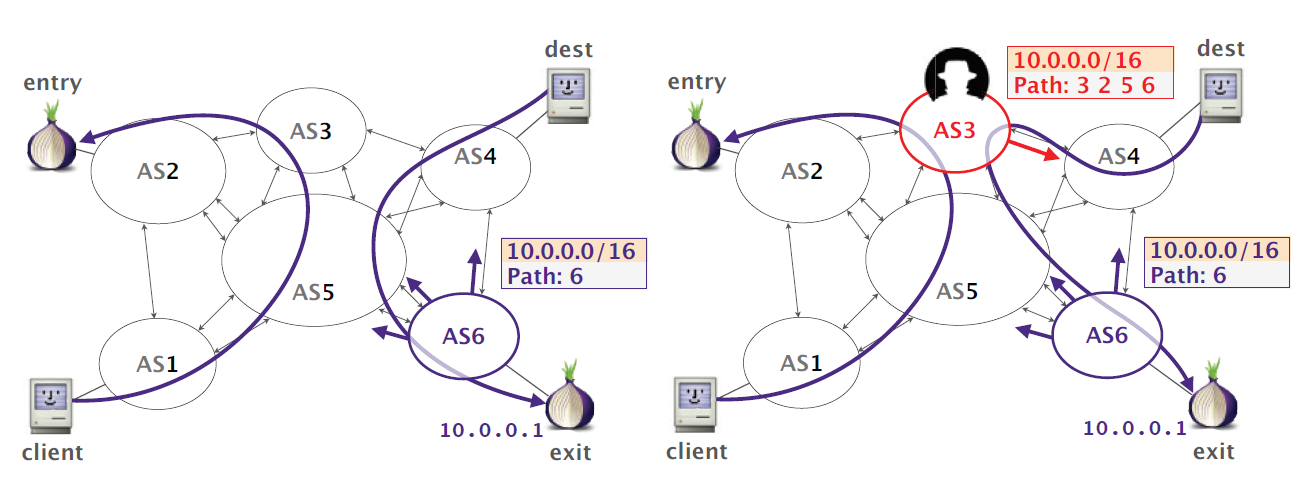 dest
entry
AS3
AS4
AS2
10.0.0.0/16
Path: 6
AS5
AS6
AS1
10.0.0.1
client
exit
dest
10.0.0.0/16
Path: 3 2 5 6
entry
AS3
AS4
AS2
10.0.0.0/16
Path: 6
AS5
AS6
AS1
10.0.0.1
client
exit